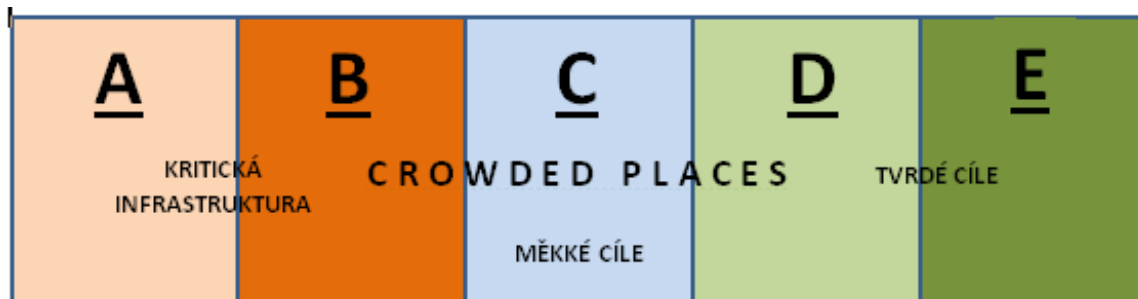 A B C D E
KRITICKÁ
INFRASTRUKTURA
CROWDED PLACES
TVRDÉ CÍLE
MĚKKÉ CÍLE